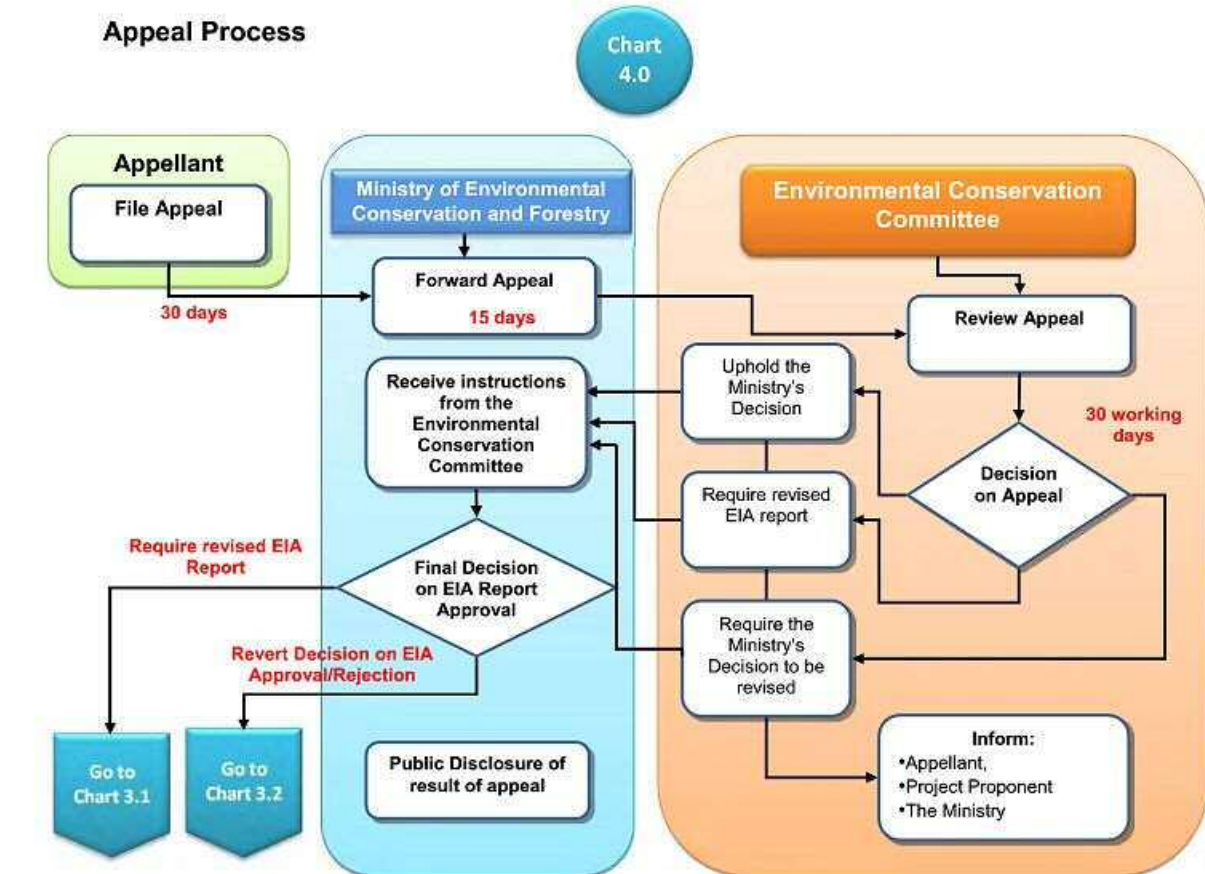 Appeal Process
Chart
4.0
Appellant
File Appeal
30 days
Ministry of Environmental
Conservation and Forestry
Forward Appeal
15 days
Receive instructions
from the
Environmental
Conservation
Committee
Final Decision
on EIA Report
Approval
Require revised EIA
Report
Revert Decision on EIA
Approval/Rejection
Go to
Chart 3.1
Go to
Chart 3.2
Public Disclosure of
result of appeal
Environmental Conservation
Committee
Review Appeal
30 working
days
Decision
on Appeal
Uphold the
Ministry's
Decision
Require revised
EIA report
Require the
Ministry's
Decision to be
revised
Inform:
•Appellant,
•Project Proponent
•The Ministry